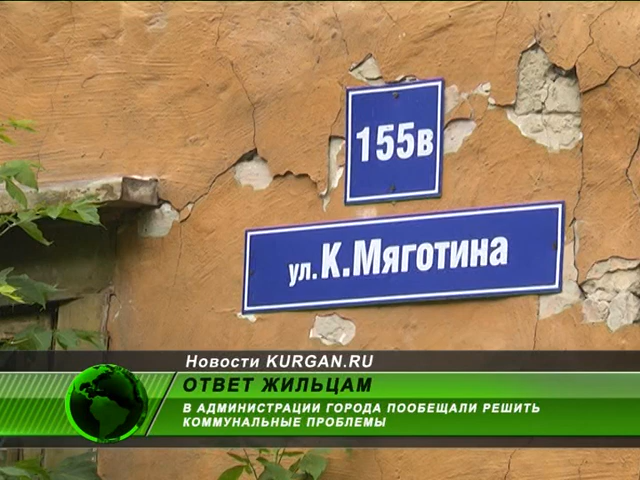 155в
ул. К.Мяготина
Новости KURGAN.RU
ОТВЕТ ЖИЛЬЦАМ
В АДМИНИСТРАЦИИ ГОРОДА ПООБЕЩАЛИ РЕШИТЬ
КОММУНАЛЬНЫЕ ПРОБЛЕМЫ